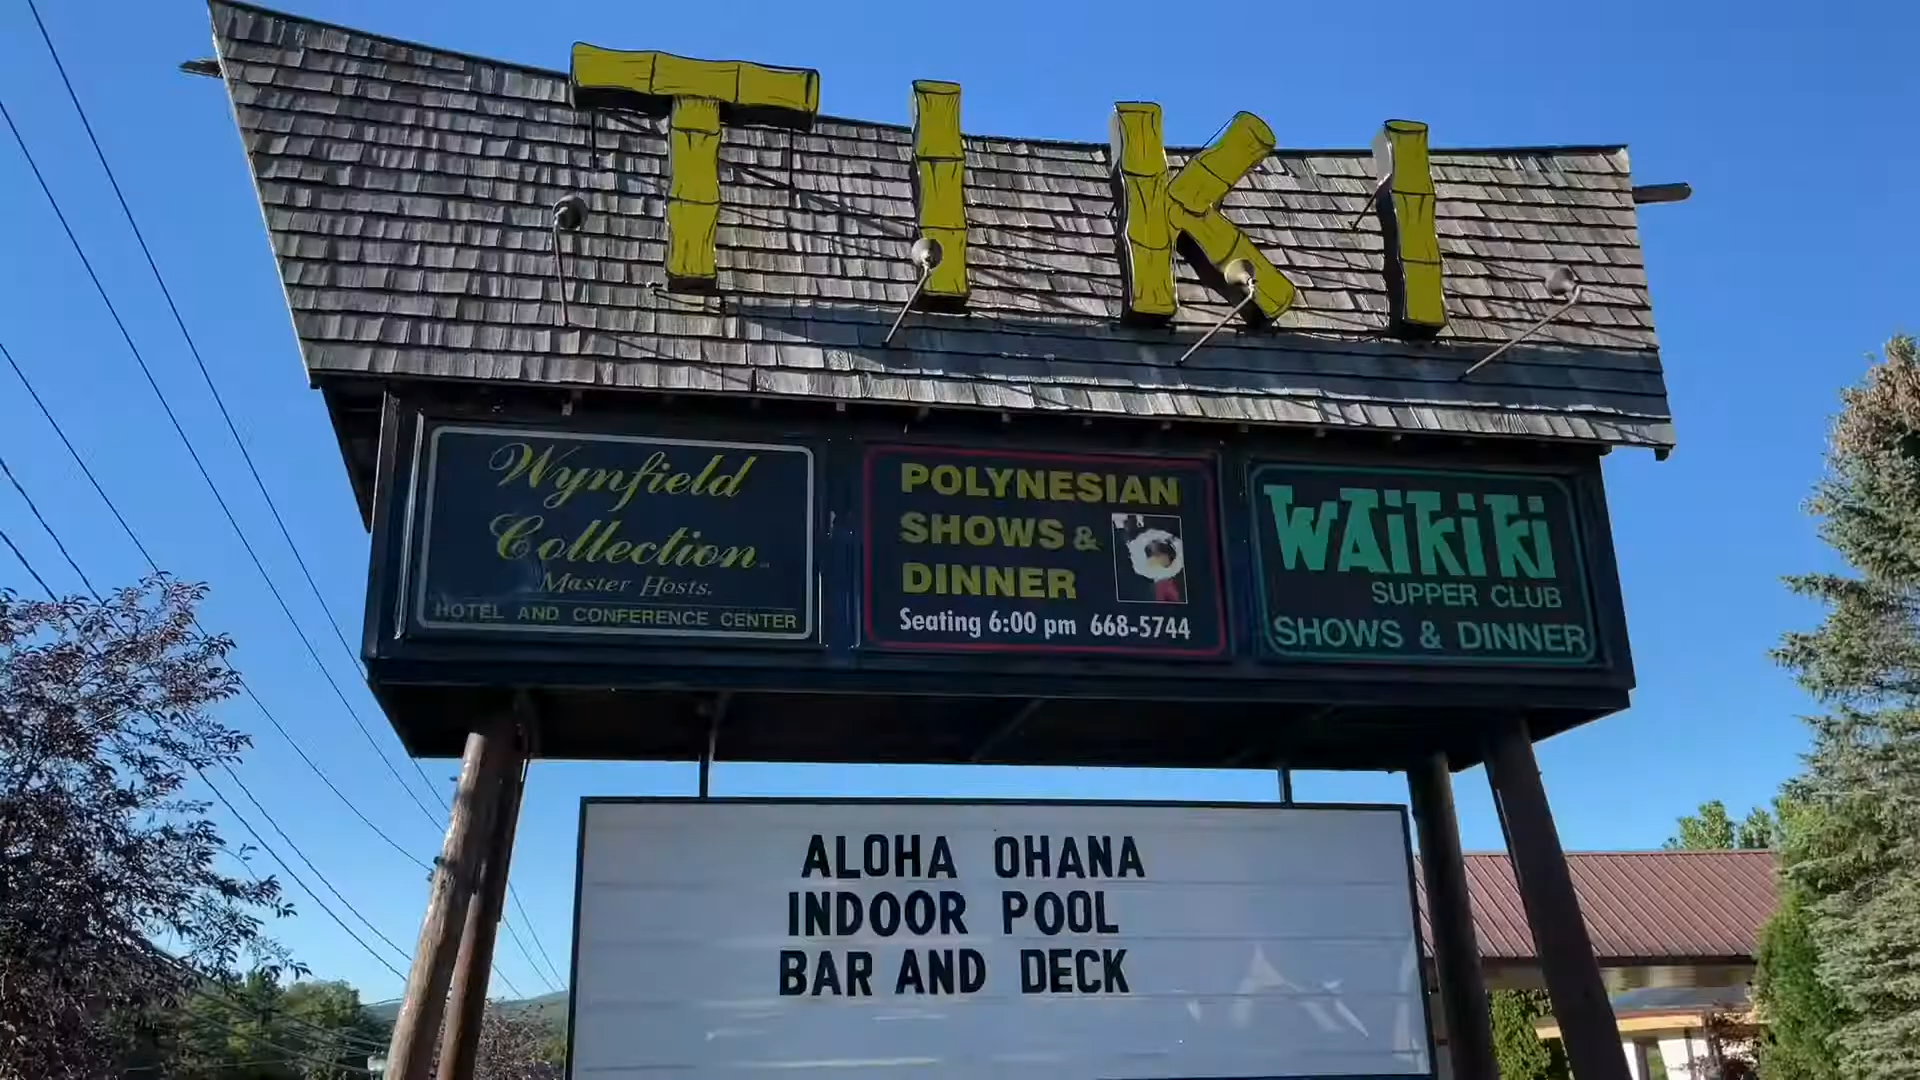 TIKI
Wynfield
Collection
Master Hosts.
HOTEL AND CONFERENCE CENTER
POLYNESIAN
SHOWS &
DINNER
Seating 6:00 pm 668-5744
WAiKiKi
SUPPER CLUB
SHOWS & DINNER
ALOHA OHANA
INDOOR POOL
BAR AND DECK